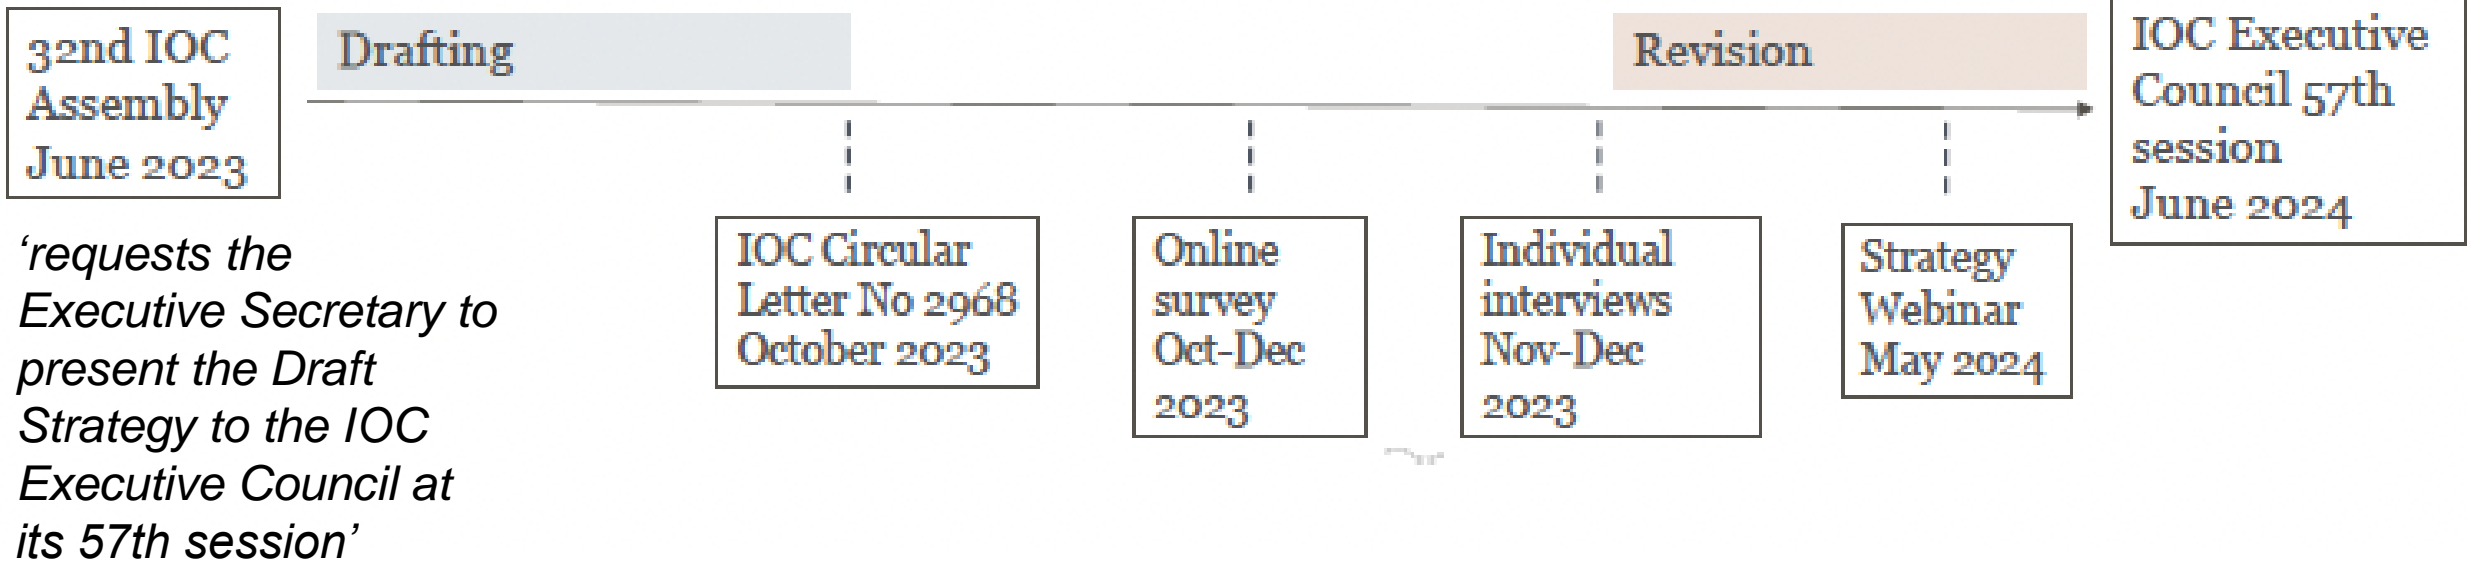 32nd IOC
Assembly
June 2023
Drafting
Revision
IOC Executive
Council 57th
session
June 2024
‘requests the
Executive Secretary to
present the Draft
Strategy to the IOC
Executive Council at
its 57th session’
IOC Circular
Letter No 2968
October 2023
Online
survey
Oct-Dec
2023
Individual
interviews
Nov-Dec
2023
Strategy
Webinar
May 2024